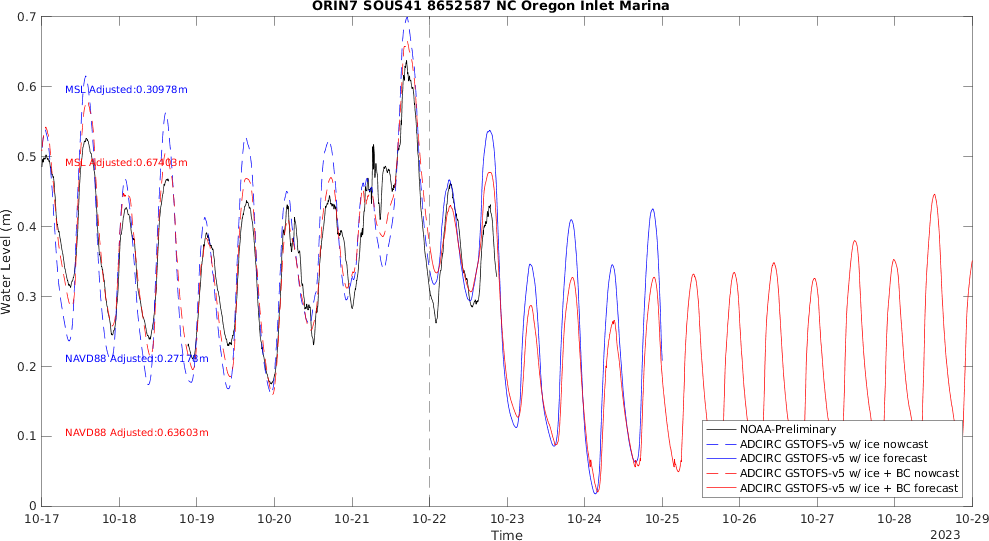 ORIN7 SOUS41 8652587 NC Oregon Inlet Marina
Water Level (m)
0.7
0.6
0.5
0.4
0.3
0.2
0.1
0
MSL Adjusted:0.30978m
MSL Adjusted:0.67403m
NAVD88 Adjusted:0.27178m
NAVD88 Adjusted:0.63603m
NOAA-Preliminary
ADCIRC GSTOFS-v5 w/ ice nowcast
ADCIRC GSTOFS-v5 w/ ice forecast
ADCIRC GSTOFS-v5 w/ ice + BC nowcast
ADCIRC GSTOFS-v5 w/ ice + BC forecast
10-17 10-18 10-19 10-20 10-21 10-22 10-23 10-24 10-25 10-26 10-27 10-28 10-29
Time
2023